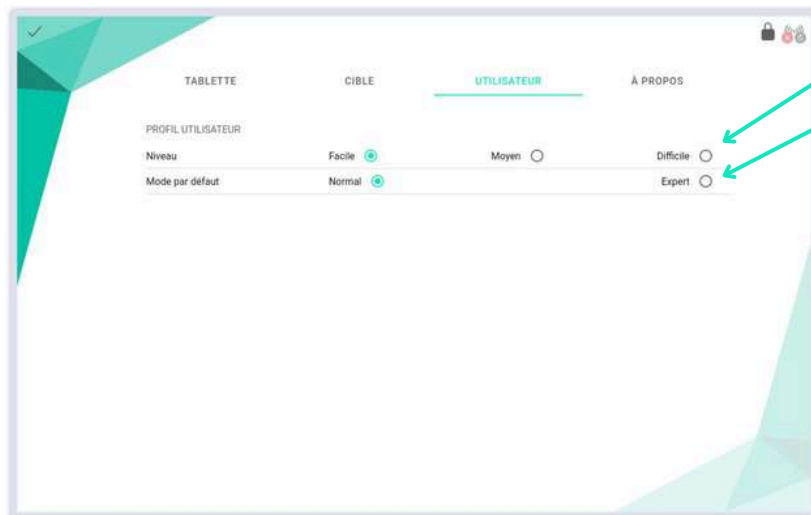 TABLETTE CIBLE UTILISATEUR À PROPOS
PROFIL UTILISATEUR
Niveau Facile Moyen Difficile
Mode par défaut Normal Expert